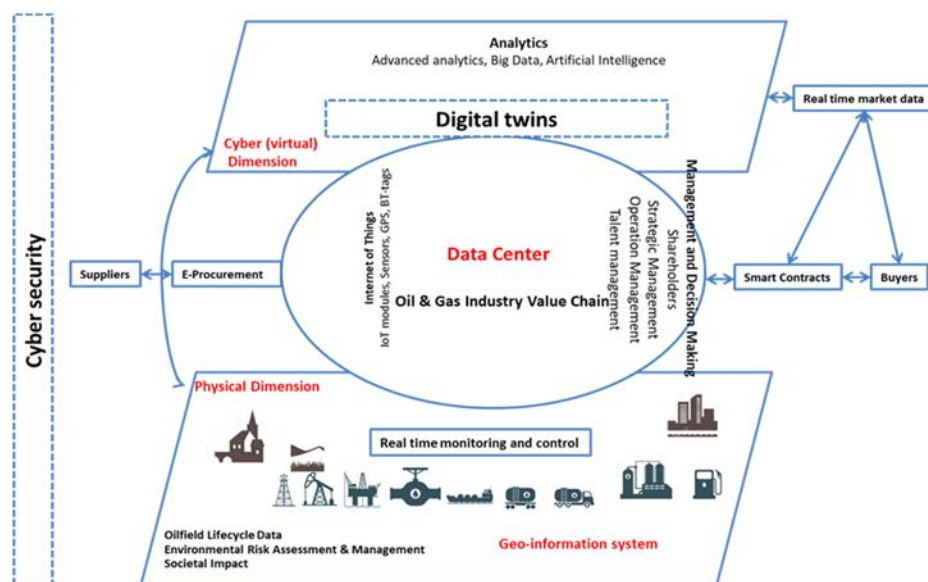 Analytics
Advanced analytics, Big Data, Artificial Intelligence
Digital twins
Cyber (virtual)
Dimension
Real time market data
Cyber security
Suppliers
E-Procurement
Internet of Things
IoT modules, Sensors, GPS, BT-tags
Data Center
Oil & Gas Industry Value Chain
Management and Decision Making
Shareholders
Strategic Management
Operation Management
Talent management
Smart Contracts
Buyers
Physical Dimension
Real time monitoring and control
Oilfield Lifecycle Data
Environmental Risk Assessment & Management
Societal Impact
Geo-information system